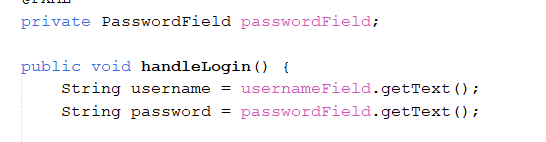 private PasswordField passwordField;
public void handleLogin() {
String username = usernameField.getText();
String password = passwordField.getText();